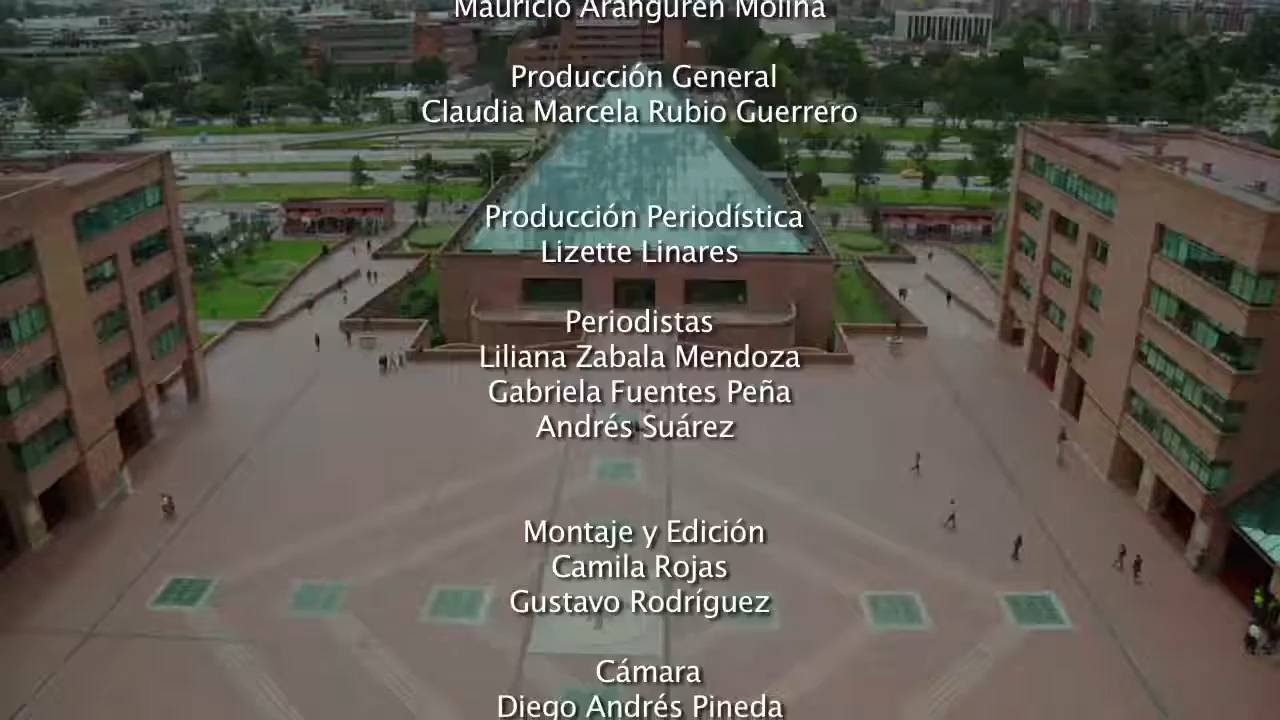 Mauricio Aranguren Molina
Producción General
Claudia Marcela Rubio Guerrero
Producción Periodística
Lizette Linares
Periodistas
Liliana Zabala Mendoza
Gabriela Fuentes Peña
Andrés Suárez
Montaje y Edición
Camila Rojas
Gustavo Rodríguez
Cámara
Diego Andrés Pineda